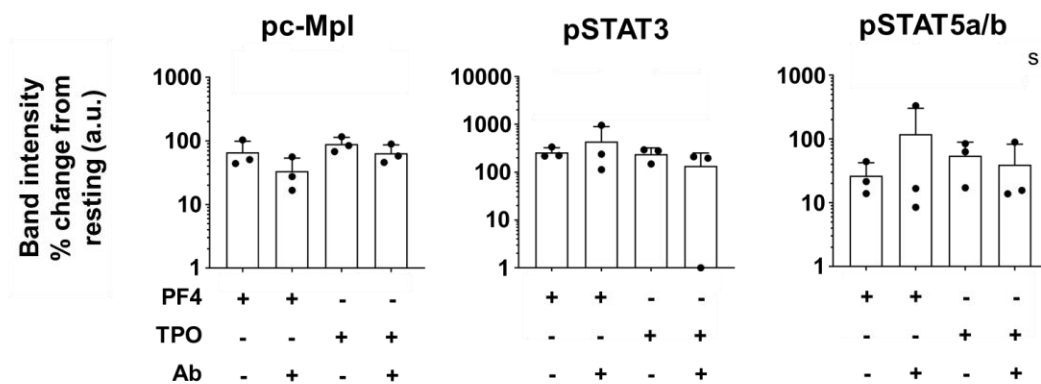 pc-Mpl
pSTAT3
pSTAT5a/b
s
Band intensity
% change from
resting (a.u.)
1000
100
10
1
10000
1000
100
10
1
1000
100
10
1
PF4 + + - - + + - - + + - -
TPO - - + + - - + + - - + +
Ab - + - + - + - + - + - +